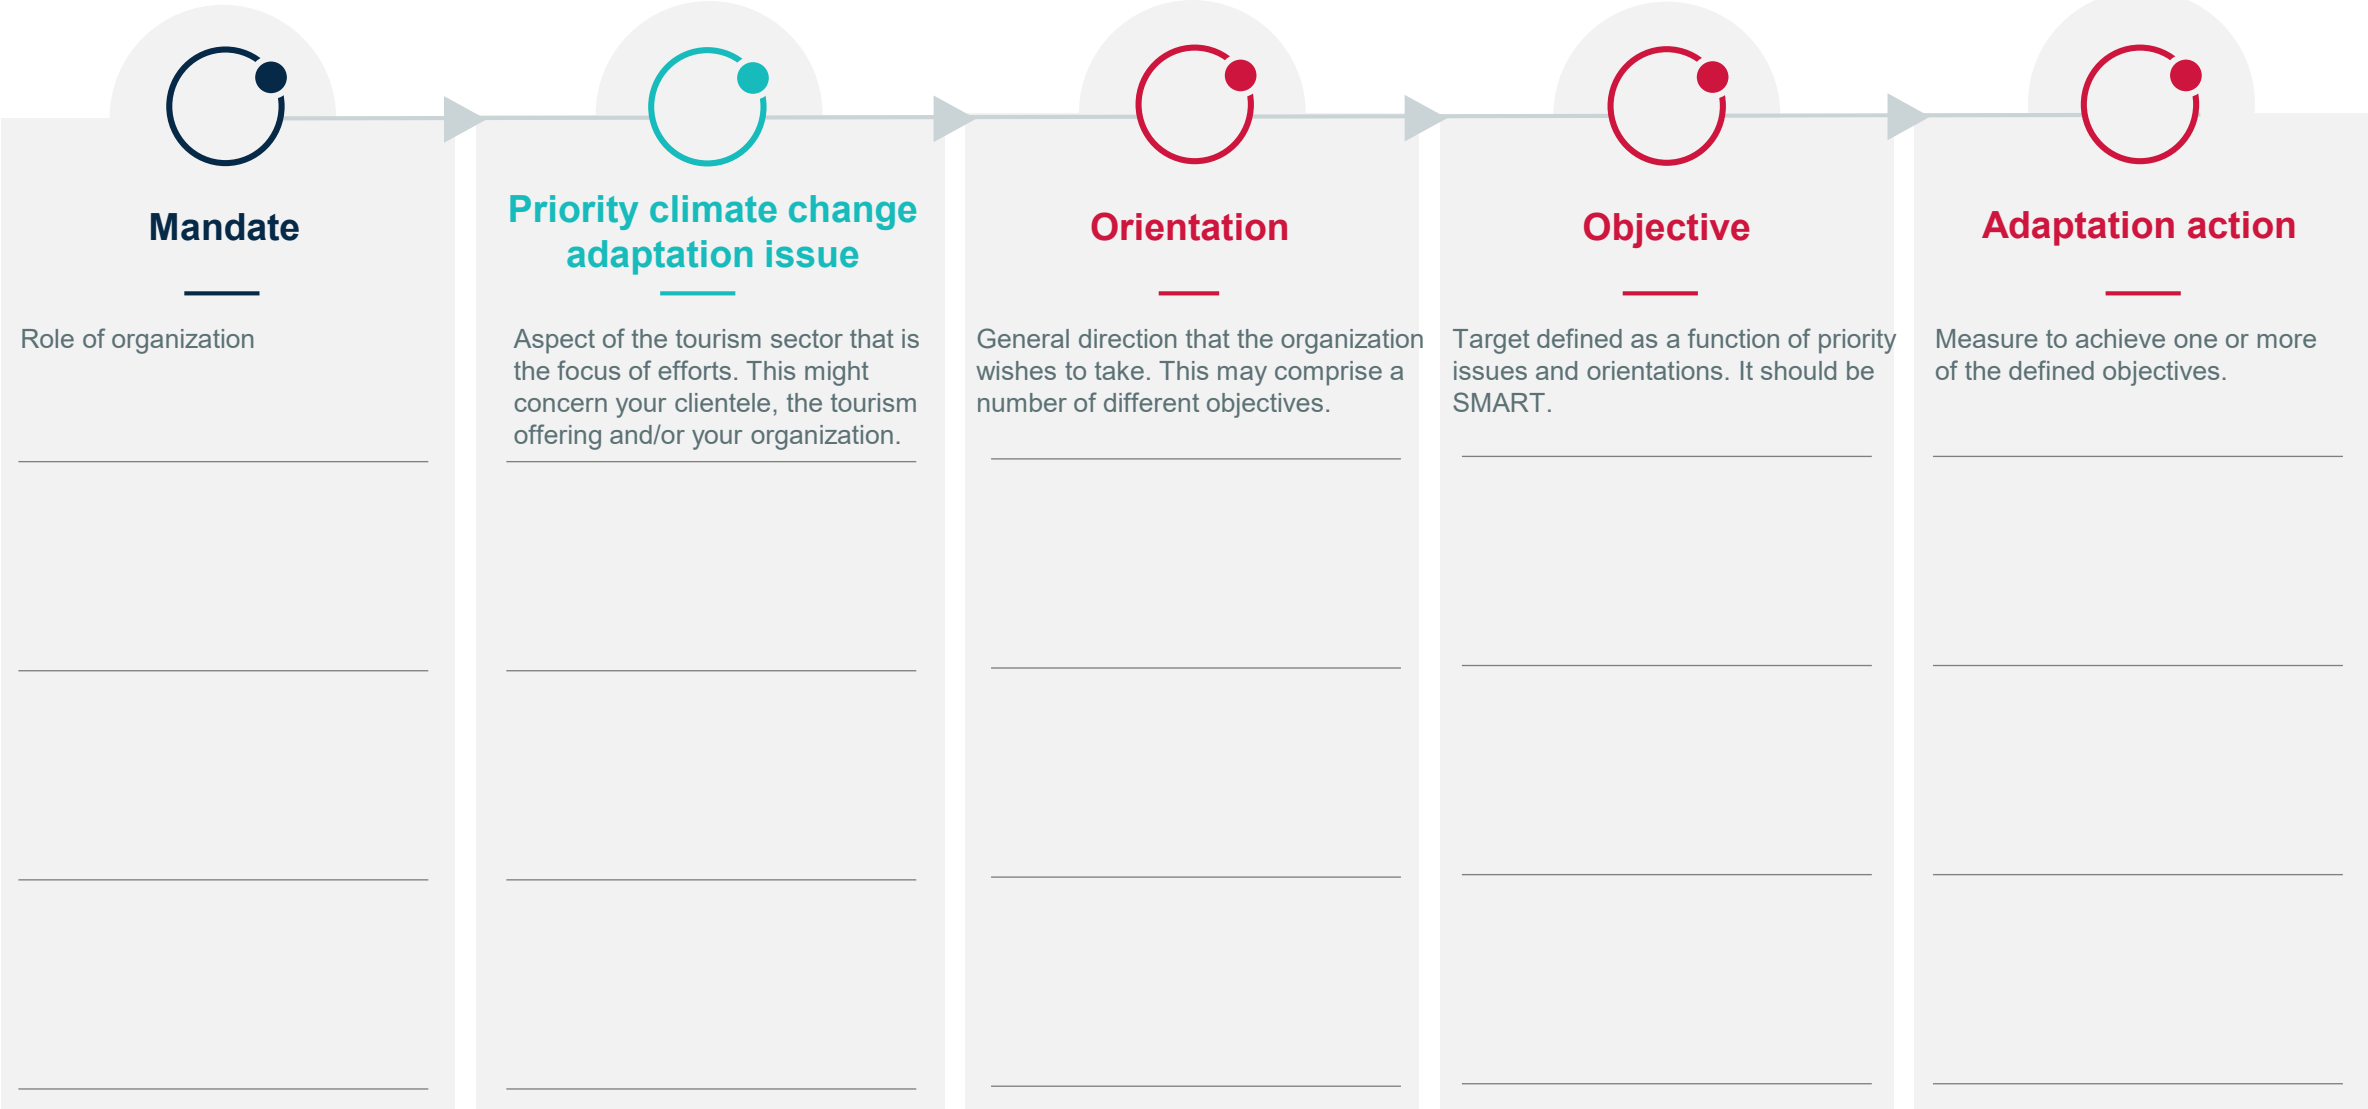 Mandate
Role of organization
Priority climate change
adaptation issue
Aspect of the tourism sector that is
the focus of efforts. This might
concern your clientele, the tourism
offering and/or your organization.
Orientation
General direction that the organization
wishes to take. This may comprise a
number of different objectives.
Objective
Target defined as a function of priority
issues and orientations. It should be
SMART.
Adaptation action
Measure to achieve one or more
of the defined objectives.